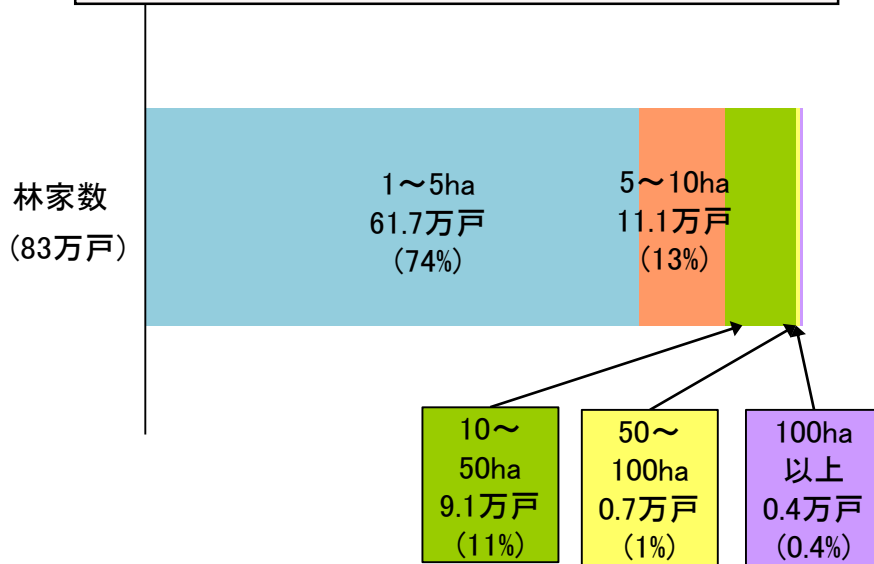 林家数
(83万戸)
1～5ha
61.7万戸
(74%)
5～10ha
11.1万戸
(13%)
10～
50ha
9.1万戸
(11%)
50～
100ha
0.7万戸
(1%)
100ha
以上
0.4万戸
(0.4%)